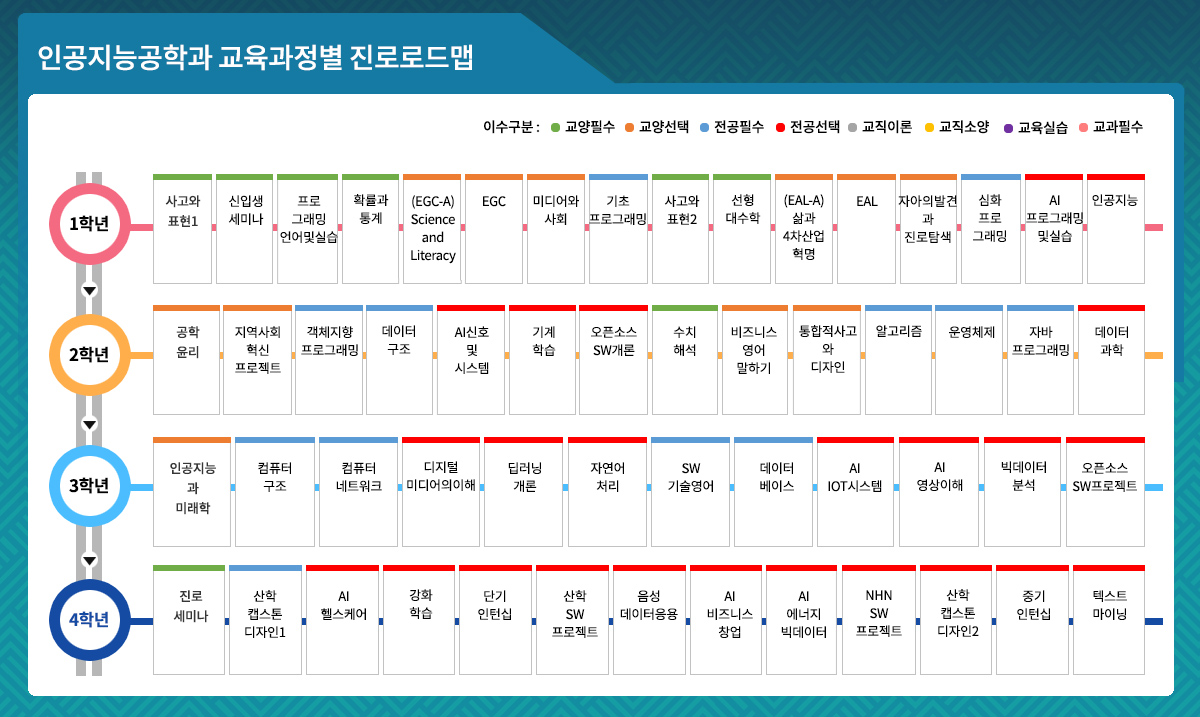 인공지능공학과 교육과정별 진로로드맵
이수구분 : 교양필수 교양선택 전공필수 전공선택 교직이론 교직소양 교육실습 교과필수
1학년
사고와
표현1
신입생
세미나
프로
그래밍
언어및실습
확률과
통계
(EGC-A)
Science
and
Literacy
EGC
미디어와
사회
기초
프로그래밍
사고와
표현2
선형
대수학
(EAL-A)
삶과
4차산업
혁명
EAL
자아의발견
과
진로탐색
심화
프로
그래밍
AI
프로그래밍
및실습
인공지능
2학년
공학
윤리
지역사회
혁신
프로젝트
객체지향
프로그래밍
데이터
구조
AI신호
및
시스템
기계
학습
오픈소스
SW개론
수치
해석
비즈니스
영어
말하기
통합적사고
와
디자인
알고리즘
운영체제
자바
프로그래밍
데이터
과학
3학년
인공지능
과
미래학
컴퓨터
구조
컴퓨터
네트워크
디지털
미디어의이해
딥러닝
개론
자연어
처리
SW
기술영어
데이터
베이스
AI
IOT시스템
AI
영상이해
빅데이터
분석
오픈소스
SW프로젝트
4학년
진로
세미나
산학
캡스톤
디자인1
AI
헬스케어
강화
학습
단기
인턴십
산학
SW
프로젝트
음성
데이터응용
AI
비즈니스
창업
AI
에너지
빅데이터
NHN
SW
프로젝트
산학
캡스톤
디자인2
중기
인턴십
텍스트
마이닝